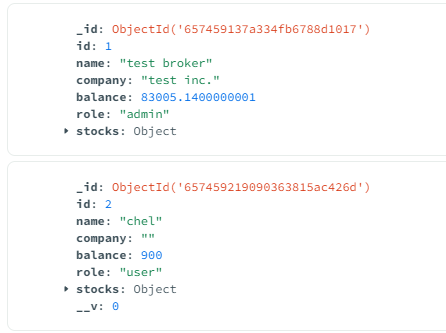 _id: ObjectId('657459137a334fb6788d1017')
id: 1
name: "test broker"
company: "test inc."
balance: 83005.1400000001
role: "admin"
stocks: Object
_id: ObjectId('657459219090363815ac426d')
id: 2
name: "chel"
company: ""
balance: 900
role: "user"
stocks: Object
__v: 0